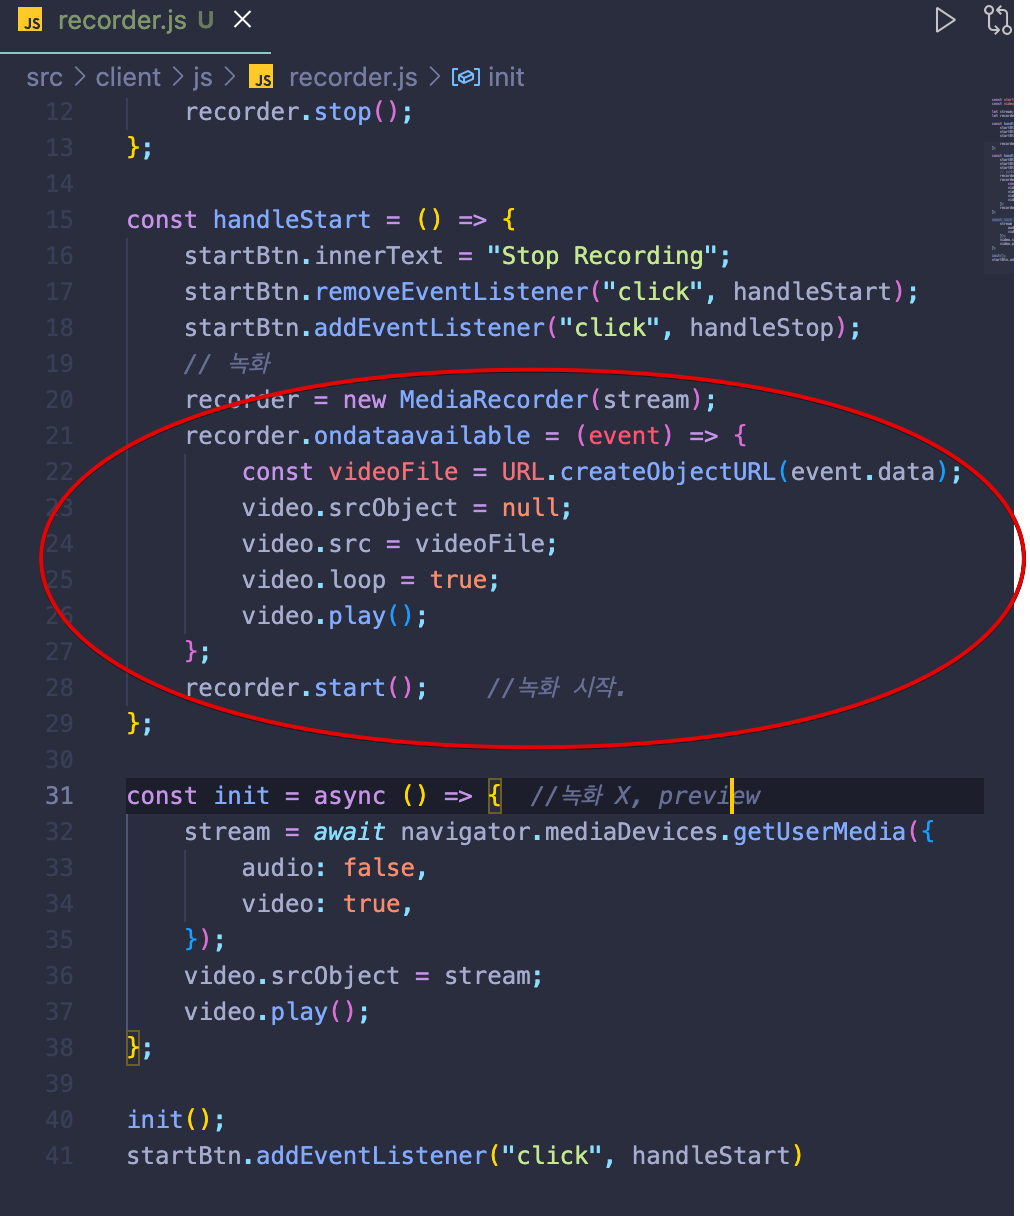 JS recorder.js U
src > client > js > JS recorder.js > init
12 recorder.stop();
13 };
14
15 const handleStart = () => {
16 startBtn.innerText = "Stop Recording";
17 startBtn.removeEventListener("click", handleStart);
18 startBtn.addEventListener("click", handleStop);
19 // 녹화
20 recorder = new MediaRecorder(stream);
21 recorder.ondataavailable = (event) => {
22 const videoFile = URL.createObjectURL(event.data);
23 video.srcObject = null;
24 video.src = videoFile;
25 video.loop = true;
26 video.play();
27 };
28 recorder.start(); //녹화 시작.
29 };
30
31 const init = async () => { //녹화 X, preview
32 stream = await navigator.mediaDevices.getUserMedia({
33 audio: false,
34 video: true,
35 });
36 video.srcObject = stream;
37 video.play();
38 };
39
40 init();
41 startBtn.addEventListener("click", handleStart)